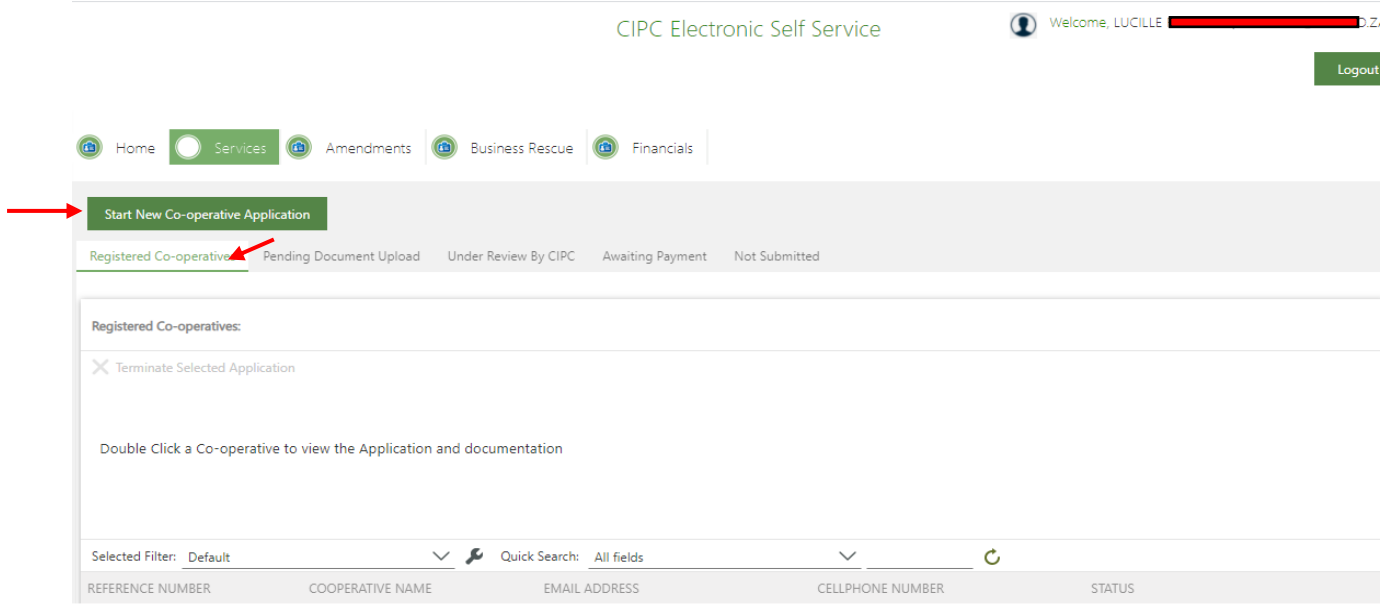 CIPC Electronic Self Service
Welcome, LUCILLE
Logout
Home Services Amendments Business Rescue Financials
Start New Co-operative Application
Registered Co-operative Pending Document Upload Under Review By CIPC Awaiting Payment Not Submitted
Registered Co-operatives:
Terminate Selected Application
Double Click a Co-operative to view the Application and documentation
Selected Filter: Default Quick Search: All fields
REFERENCE NUMBER COOPERATIVE NAME EMAIL ADDRESS CELLPHONE NUMBER STATUS